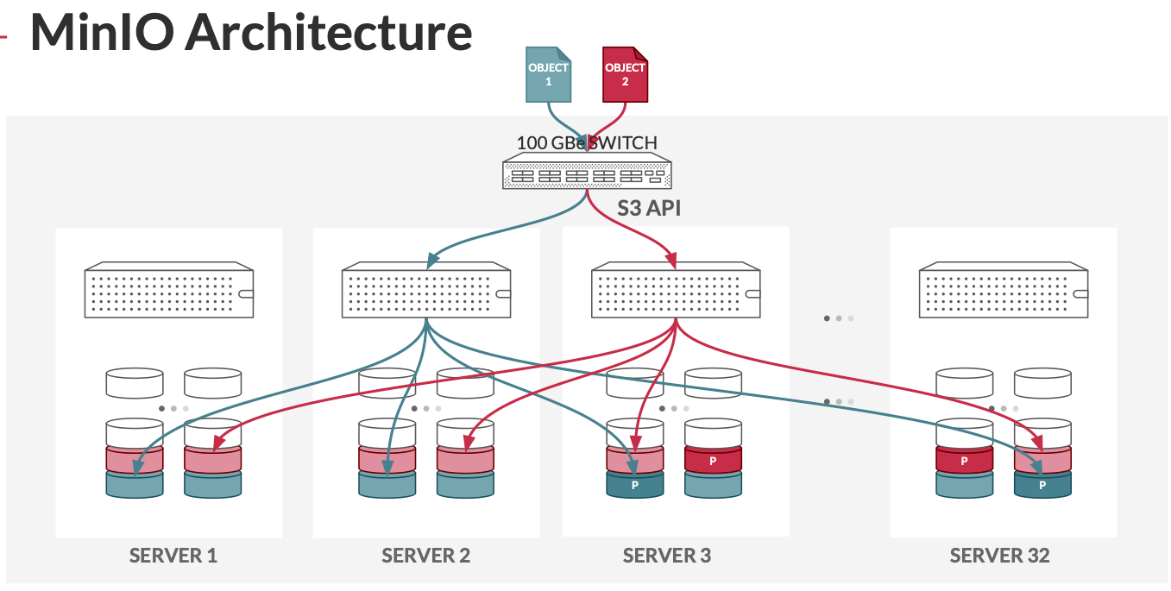 MinIO Architecture
OBJECT
1
OBJECT
2
100 GBe SWITCH
S3 API
P
P
P
P
SERVER 1
SERVER 2
SERVER 3
SERVER 32